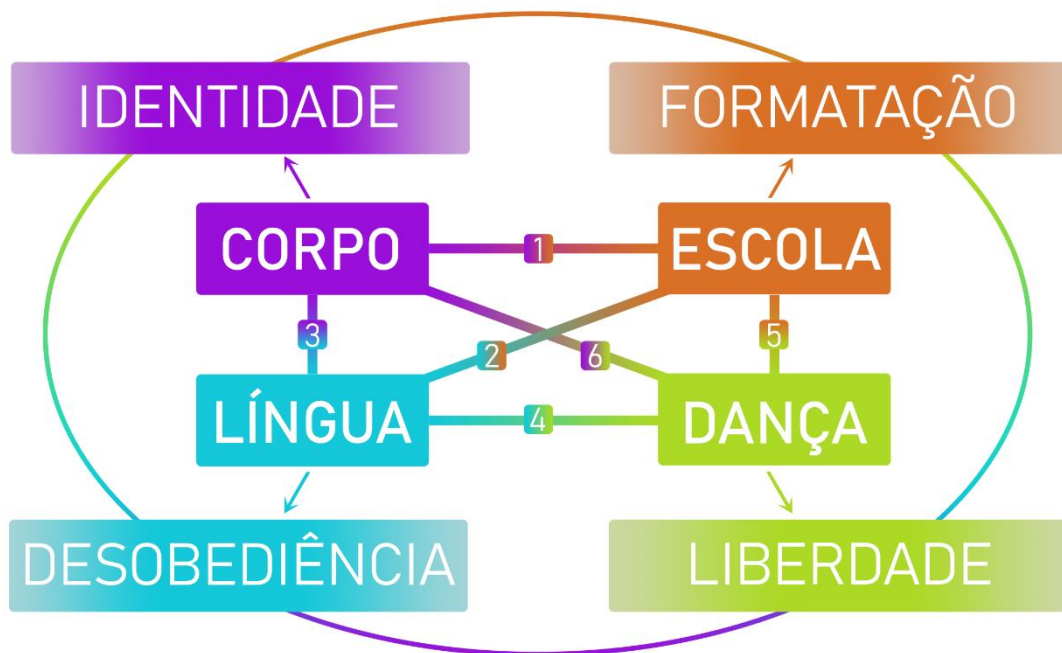 IDENTIDADE
FORMATAÇÃO
CORPO
1
ESCOLA
3
2
6
5
LÍNGUA
4
DANÇA
DESOBEDIÊNCIA
LIBERDADE